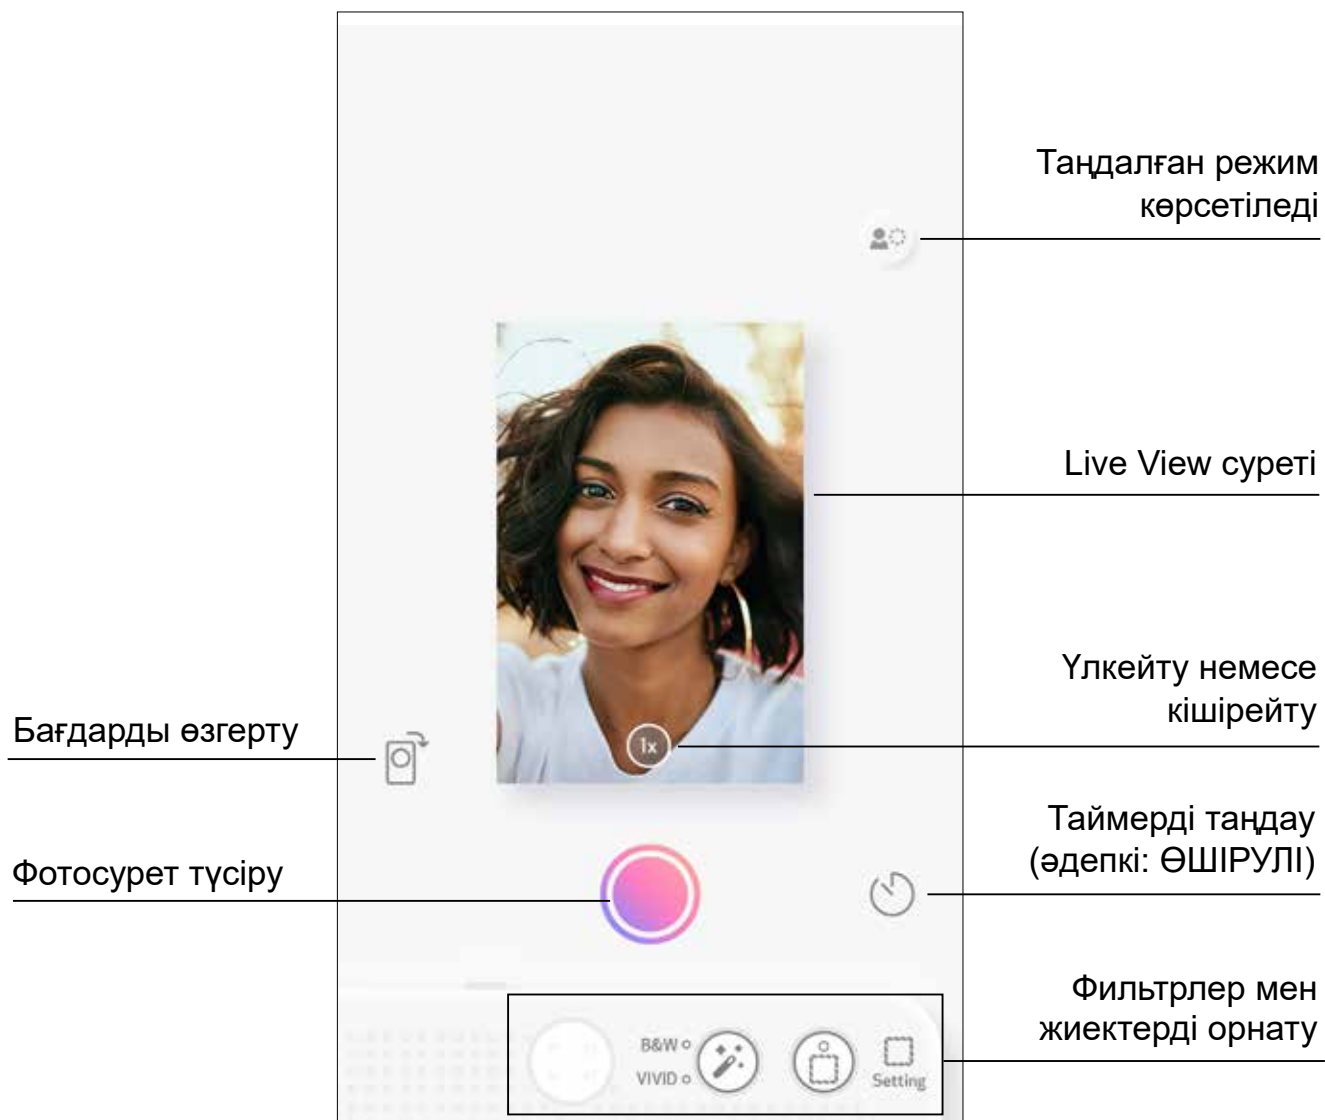 Таңдалған режим
көрсетіледі
Live View суреті
Үлкейту немесе
кішірейту
Бағдарды өзгерту
1x
Таймерді таңдау
(әдепкі: ӨШІРУЛІ)
Фотосурет түсіру
Фильтрлер мен
жиектерді орнату
B&W
VIVID
Setting